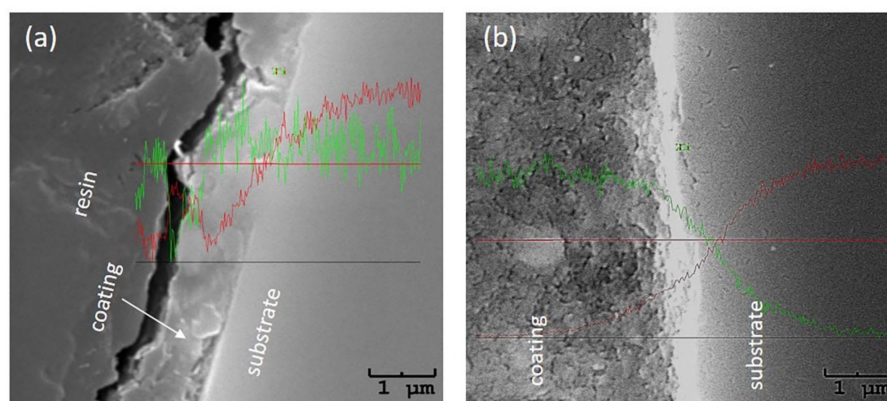 (a)
resin
coating
substrate
1 µm
(b)
coating
substrate
1 µm